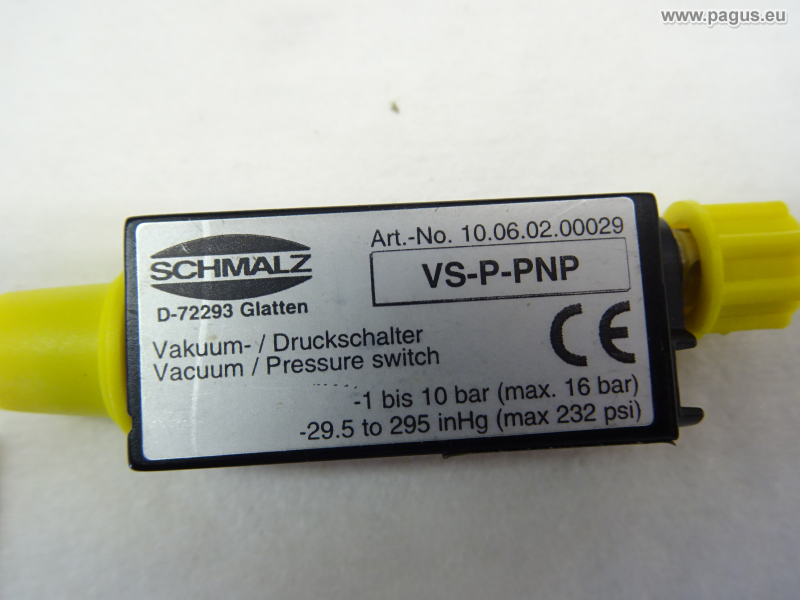 www.pagus.eu
SCHMALZ
D-72293 Glatten
Art.-No. 10.06.02.00029
VS-P-PNP
Vakuum- / Druckschalter
Vacuum / Pressure switch
CE
-1 bis 10 bar (max. 16 bar)
-29.5 to 295 inHg (max 232 psi)